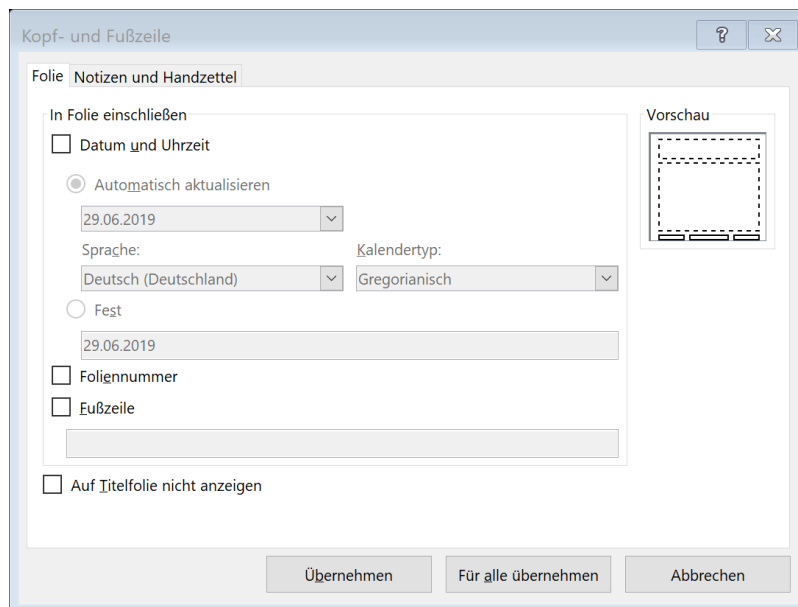 Kopf- und Fußzeile
Folie Notizen und Handzettel
In Folie einschließen
Vorschau
Datum und Uhrzeit
Automatisch aktualisieren
29.06.2019
Sprache: Kalendertyp:
Deutsch (Deutschland) Gregorianisch
Fest
29.06.2019
Foliennummer
Fußzeile
Auf Titelfolie nicht anzeigen
Übernehmen Für alle übernehmen Abbrechen